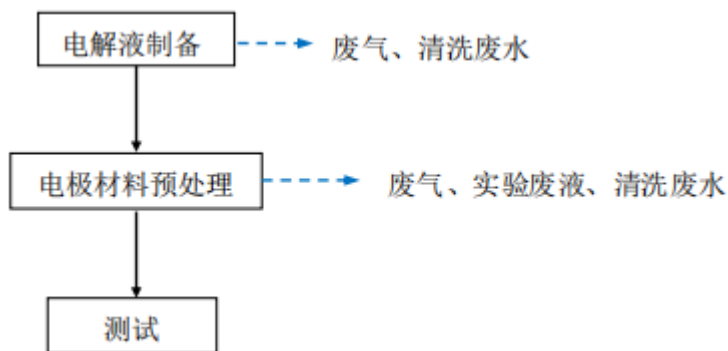 电解液制备
废气、清洗废水
电极材料预处理
废气、实验废液、清洗废水
测试